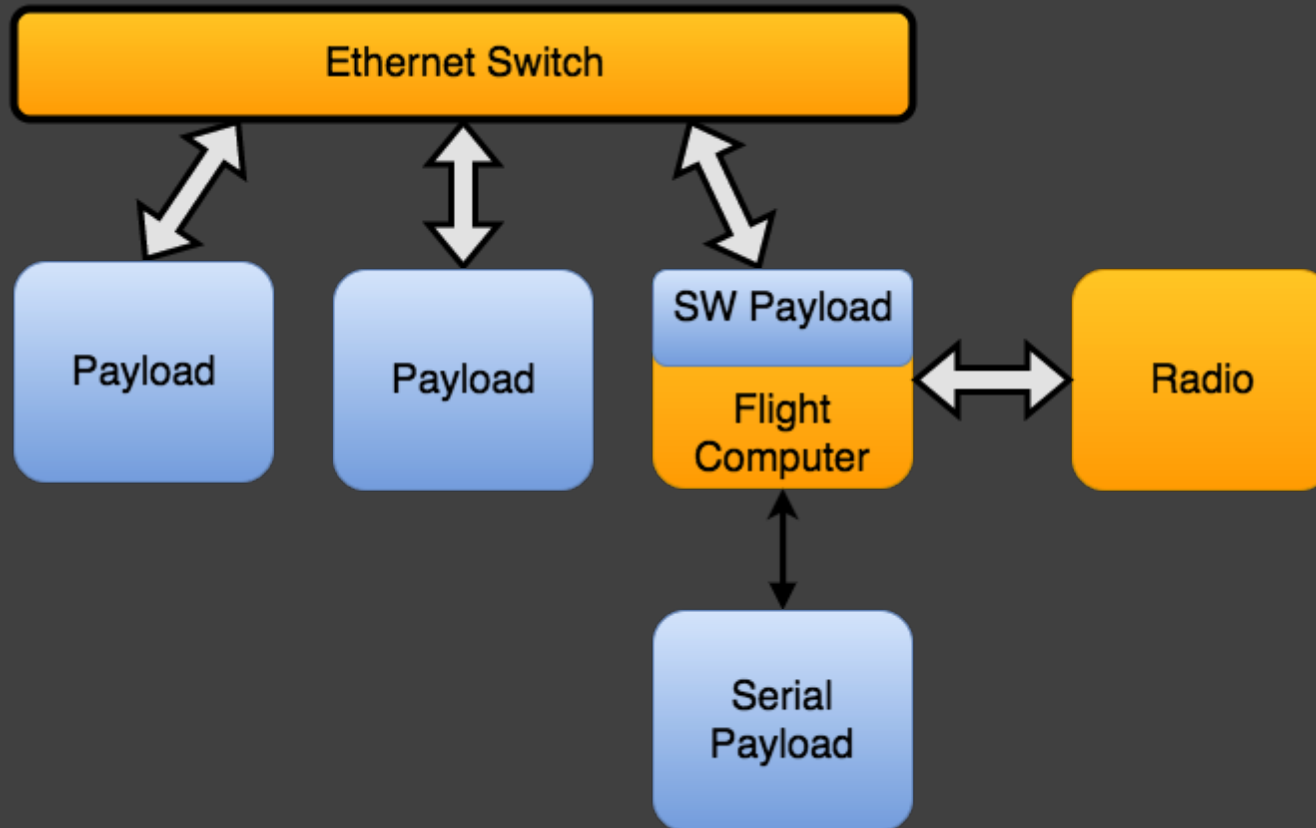 Ethernet Switch
Payload
Payload
SW Payload
Flight
Computer
Radio
Serial
Payload